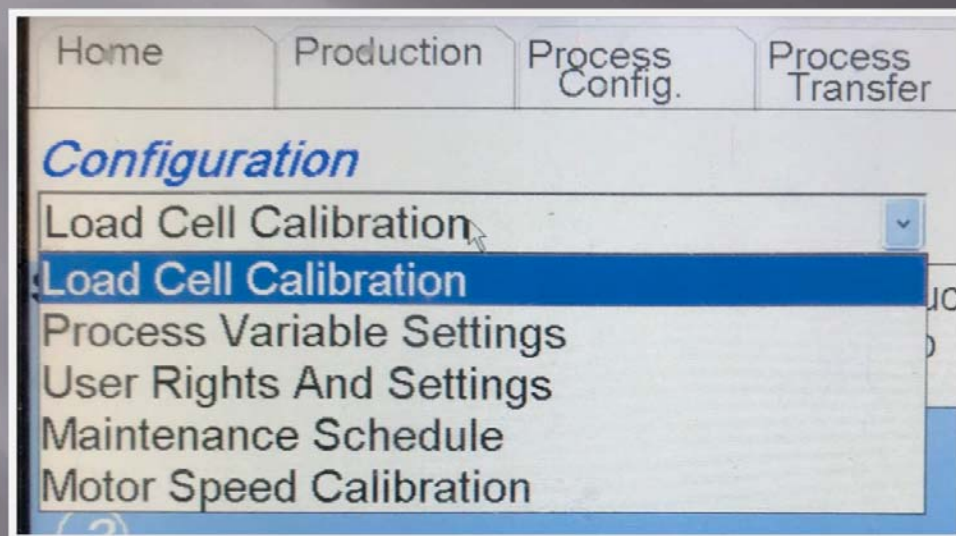 Home
Production
Process
Config.
Process
Transfer
Configuration
Load Cell Calibration
Load Cell Calibration
Process Variable Settings
User Rights And Settings
Maintenance Schedule
Motor Speed Calibration